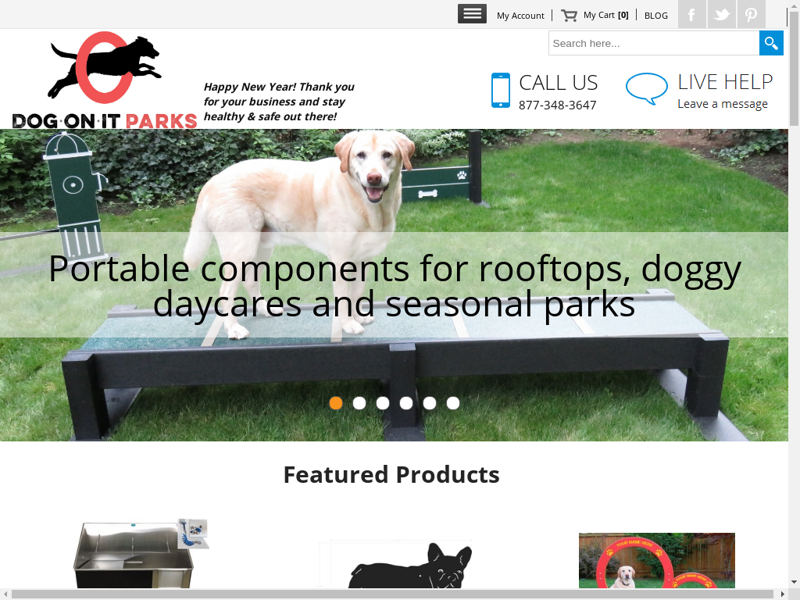 My Account
My Cart [0]
BLOG
Search here...
DOG·ON·IT PARKS
Happy New Year! Thank you
for your business and stay
healthy & safe out there!
CALL US
877-348-3647
LIVE HELP
Leave a message
Portable components for rooftops, doggy
daycares and seasonal parks
Featured Products